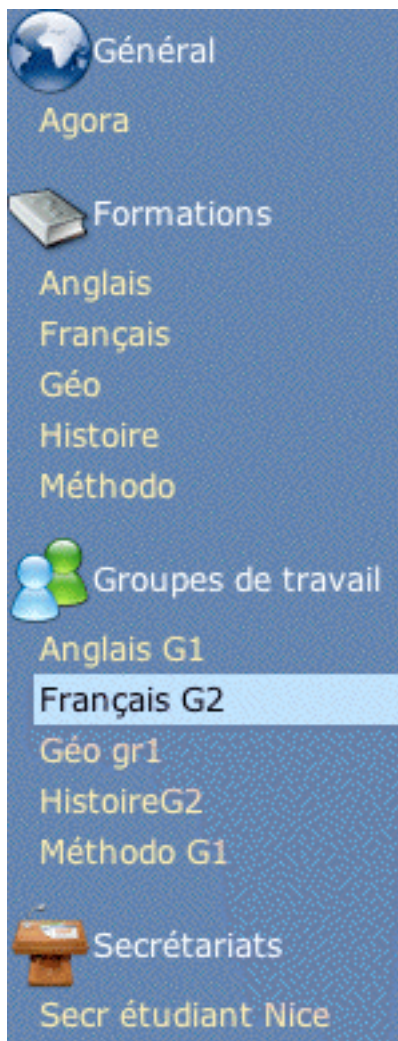 Général
Agora
Formations
Anglais
Français
Géo
Histoire
Méthodo
Groupes de travail
Anglais G1
Français G2
Géo gr1
HistoireG2
Méthodo G1
Secrétariats
Secr étudiant Nice